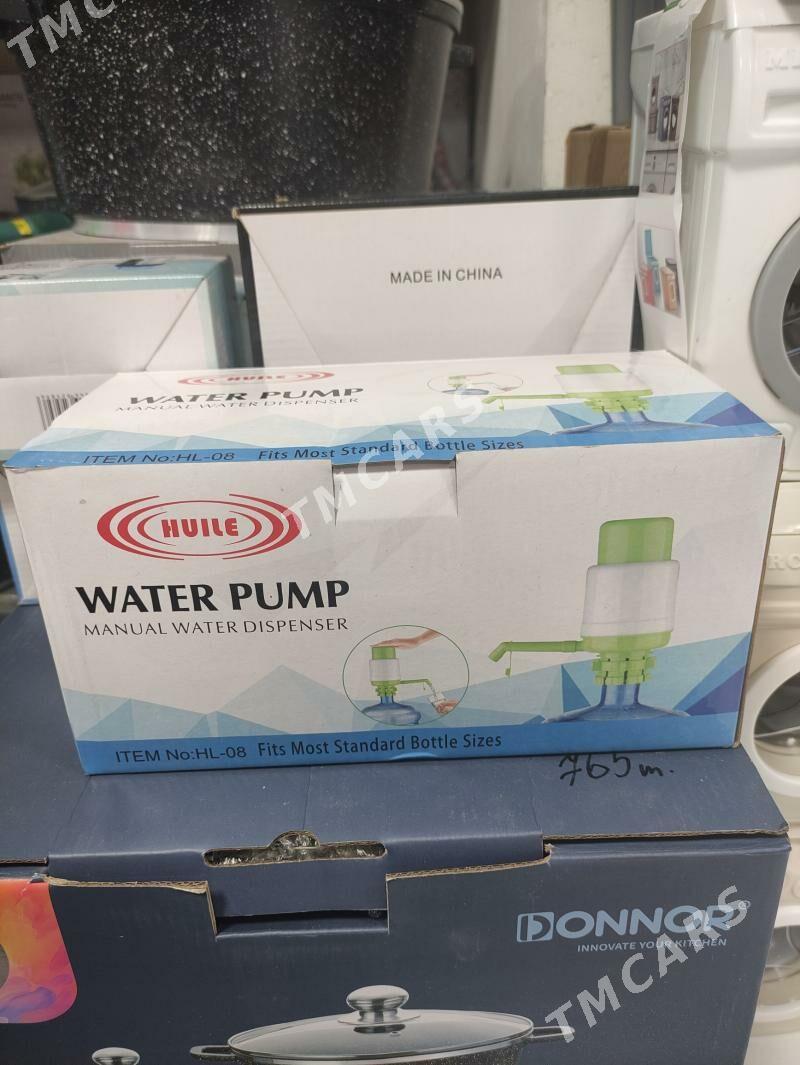 TMCARS
MADE IN CHINA
HUILE
WATER PUMP
MANUAL WATER DISPENSER
ITEM No:HL-08 Fits Most Standard Bottle Sizes
TMCARS
HUILE
WATER PUMP
MANUAL WATER DISPENSER
ITEM No:HL-08 Fits Most Standard Bottle Sizes
765 m.
DONNOR®
INNOVATE YOUR KITCHEN
TMCARS